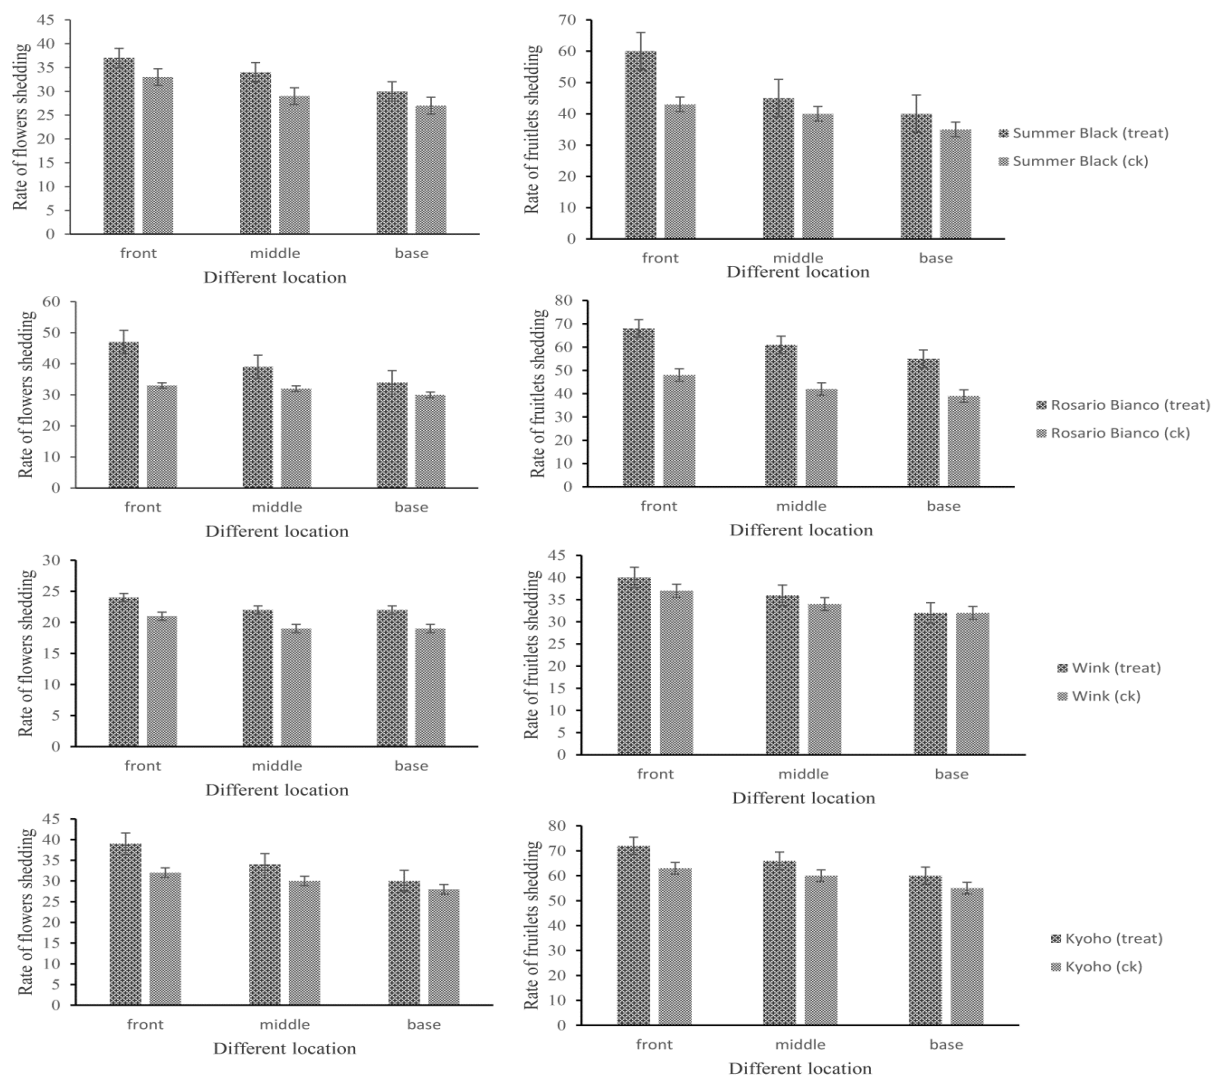 Rate of flowers shedding
45
40
35
30
25
20
15
10
5
0
front middle base
Different location
Rate of fruitlets shedding
70
60
50
40
30
20
10
0
front middle base
Different location
Summer Black (treat)
Summer Black (ck)
Rate of flowers shedding
60
50
40
30
20
10
0
front middle base
Different location
Rate of fruitlets shedding
80
70
60
50
40
30
20
10
0
front middle base
Different location
Rosario Bianco (treat)
Rosario Bianco (ck)
Rate of flowers shedding
30
25
20
15
10
5
0
front middle base
Different location
Rate of fruitlets shedding
45
40
35
30
25
20
15
10
5
0
front middle base
Different location
Wink (treat)
Wink (ck)
Rate of flowers shedding
45
40
35
30
25
20
15
10
5
0
front middle base
Different location
Rate of fruitlets shedding
80
70
60
50
40
30
20
10
0
front middle base
Different location
Kyoho (treat)
Kyoho (ck)